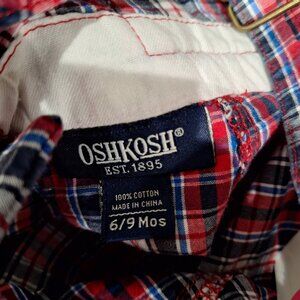 OSHKOSH®
EST. 1895
100% COTTON
MADE IN CHINA
6/9 Mos